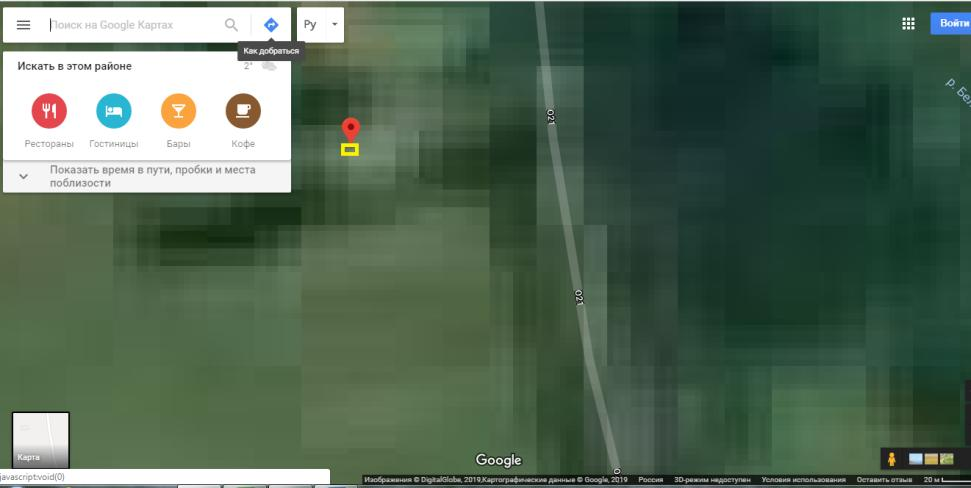 Поиск на Google Картах
Ру
Войти
Как добраться
Искать в этом районе
2°
Рестораны
Гостиницы
Бары
Кофе
Показать время в пути, пробки и места
поблизости
О21
О21
р. Бел
Карта
Google
javascript:void(0)
Изображения © DigitalGlobe, 2019,Картографические данные © Google, 2019 Россия 3D-режим недоступен Условия использования Оставить отзыв 20 м